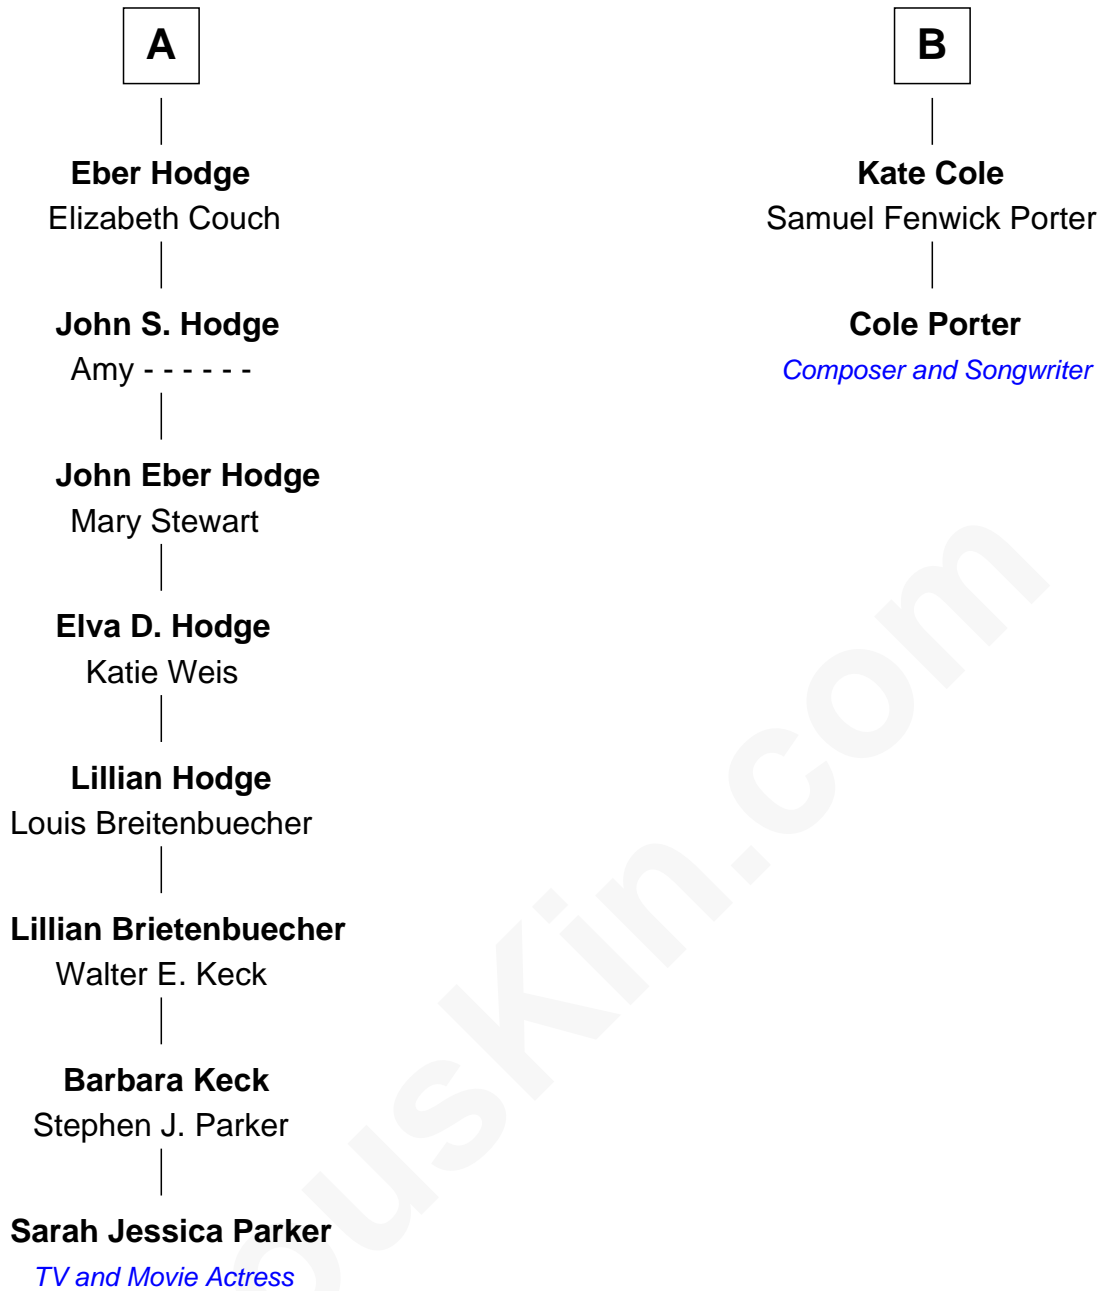 A
Eber Hodge
Elizabeth Couch
John S. Hodge
Amy - - - - - -
John Eber Hodge
Mary Stewart
Elva D. Hodge
Katie Weis
Lillian Hodge
Louis Breitenbuecher
Lillian Brietenbuecher
Walter E. Keck
Barbara Keck
Stephen J. Parker
Sarah Jessica Parker
TV and Movie Actress
B
Kate Cole
Samuel Fenwick Porter
Cole Porter
Composer and Songwriter
ousKin.com